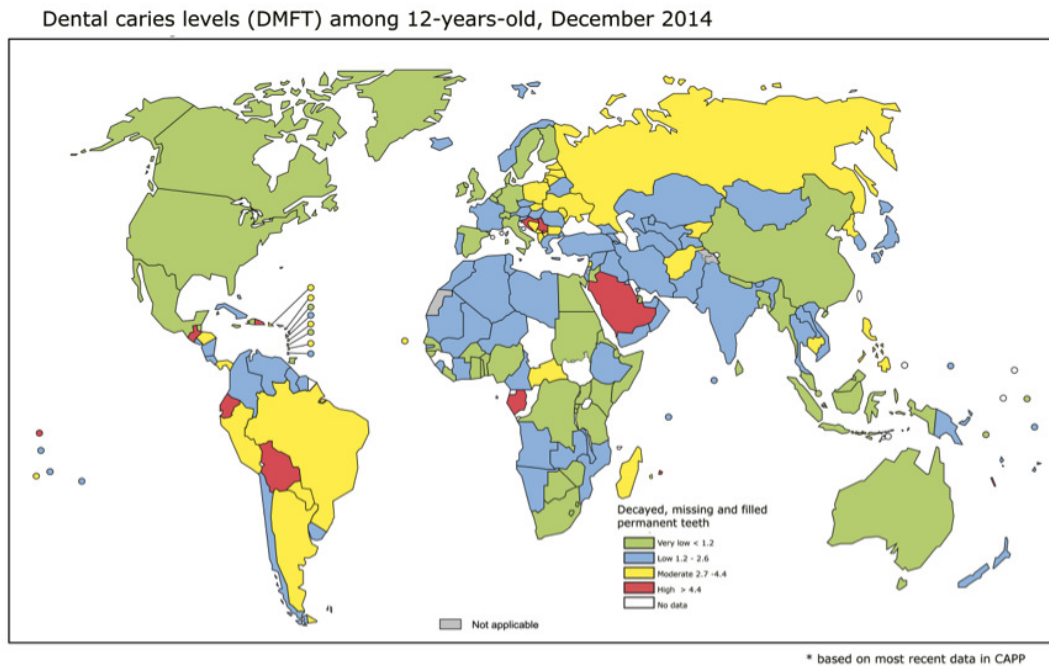 Dental caries levels (DMFT) among 12-years-old, December 2014
Decayed, missing and filled
permanent teeth
Very low < 1.2
Low 1.2 - 2.6
Moderate 2.7 -4.4
High > 4.4
No data
Not applicable
* based on most recent data in CAPP